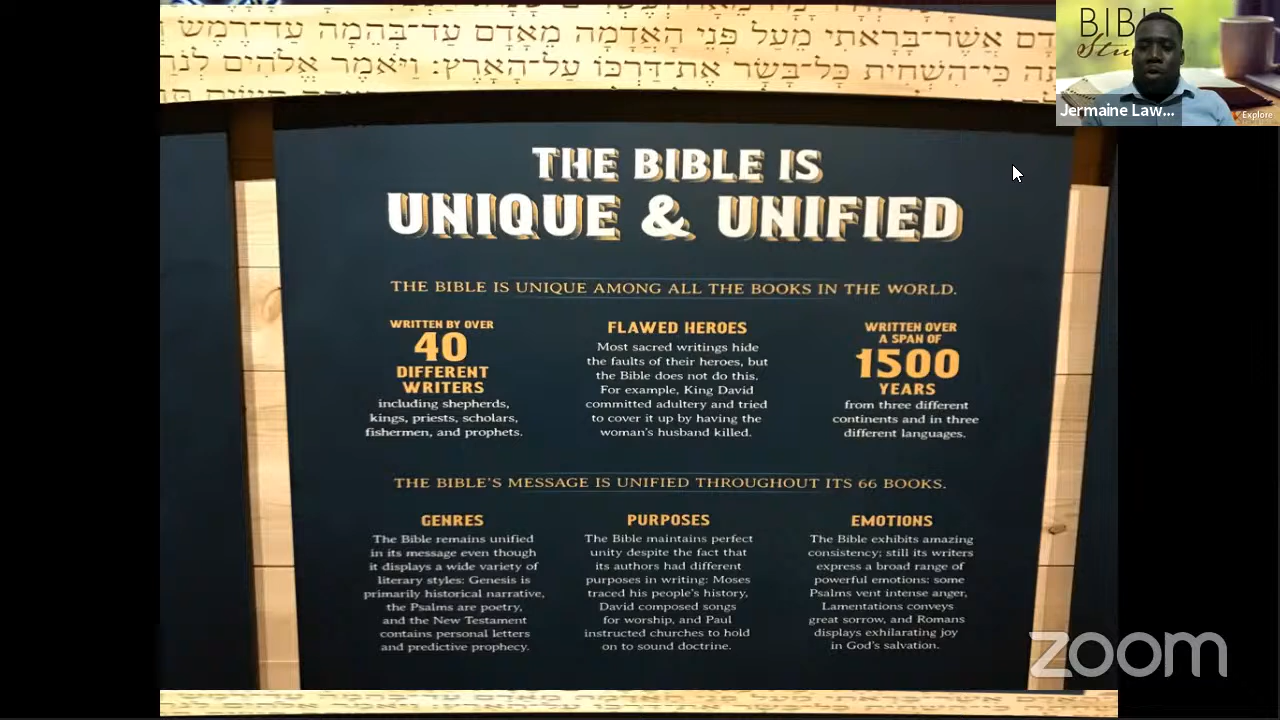 אֲשֶׁר־בָּרָאתִי מֵעַל פְּנֵי הָאֲדָמָה מֵאָדָם עַד־בְּהֵמָה עַד־רֶמֶשׂ
כִּי־הִשְׁחִית כָּל־בָּשָׂר אֶת־דַּרְכּוֹ עַל־הָאָרֶץ׃ וַיֹּאמֶר אֱלֹהִים לְנֹחַ
BIBLE
Jermaine Law...
Explore
THE BIBLE IS
UNIQUE & UNIFIED
THE BIBLE IS UNIQUE AMONG ALL THE BOOKS IN THE WORLD.
WRITTEN BY OVER
40
DIFFERENT
WRITERS
including shepherds,
kings, priests, scholars,
fishermen, and prophets.
FLAWED HEROES
Most sacred writings hide
the faults of their heroes, but
the Bible does not do this.
For example, King David
committed adultery and tried
to cover it up by having the
woman's husband killed.
WRITTEN OVER
A SPAN OF
1500
YEARS
from three different
continents and in three
different languages.
THE BIBLE'S MESSAGE IS UNIFIED THROUGHOUT ITS 66 BOOKS.
GENRES
The Bible remains unified
in its message even though
it displays a wide variety of
literary styles: Genesis is
primarily historical narrative,
the Psalms are poetry,
and the New Testament
contains personal letters
and predictive prophecy.
PURPOSES
The Bible maintains perfect
unity despite the fact that
its authors had different
purposes in writing: Moses
traced his people's history,
David composed songs
for worship, and Paul
instructed churches to hold
on to sound doctrine.
EMOTIONS
The Bible exhibits amazing
consistency; still its writers
express a broad range of
powerful emotions: some
Psalms vent intense anger,
Lamentations conveys
great sorrow, and Romans
displays exhilarating joy
in God's salvation.
zoom